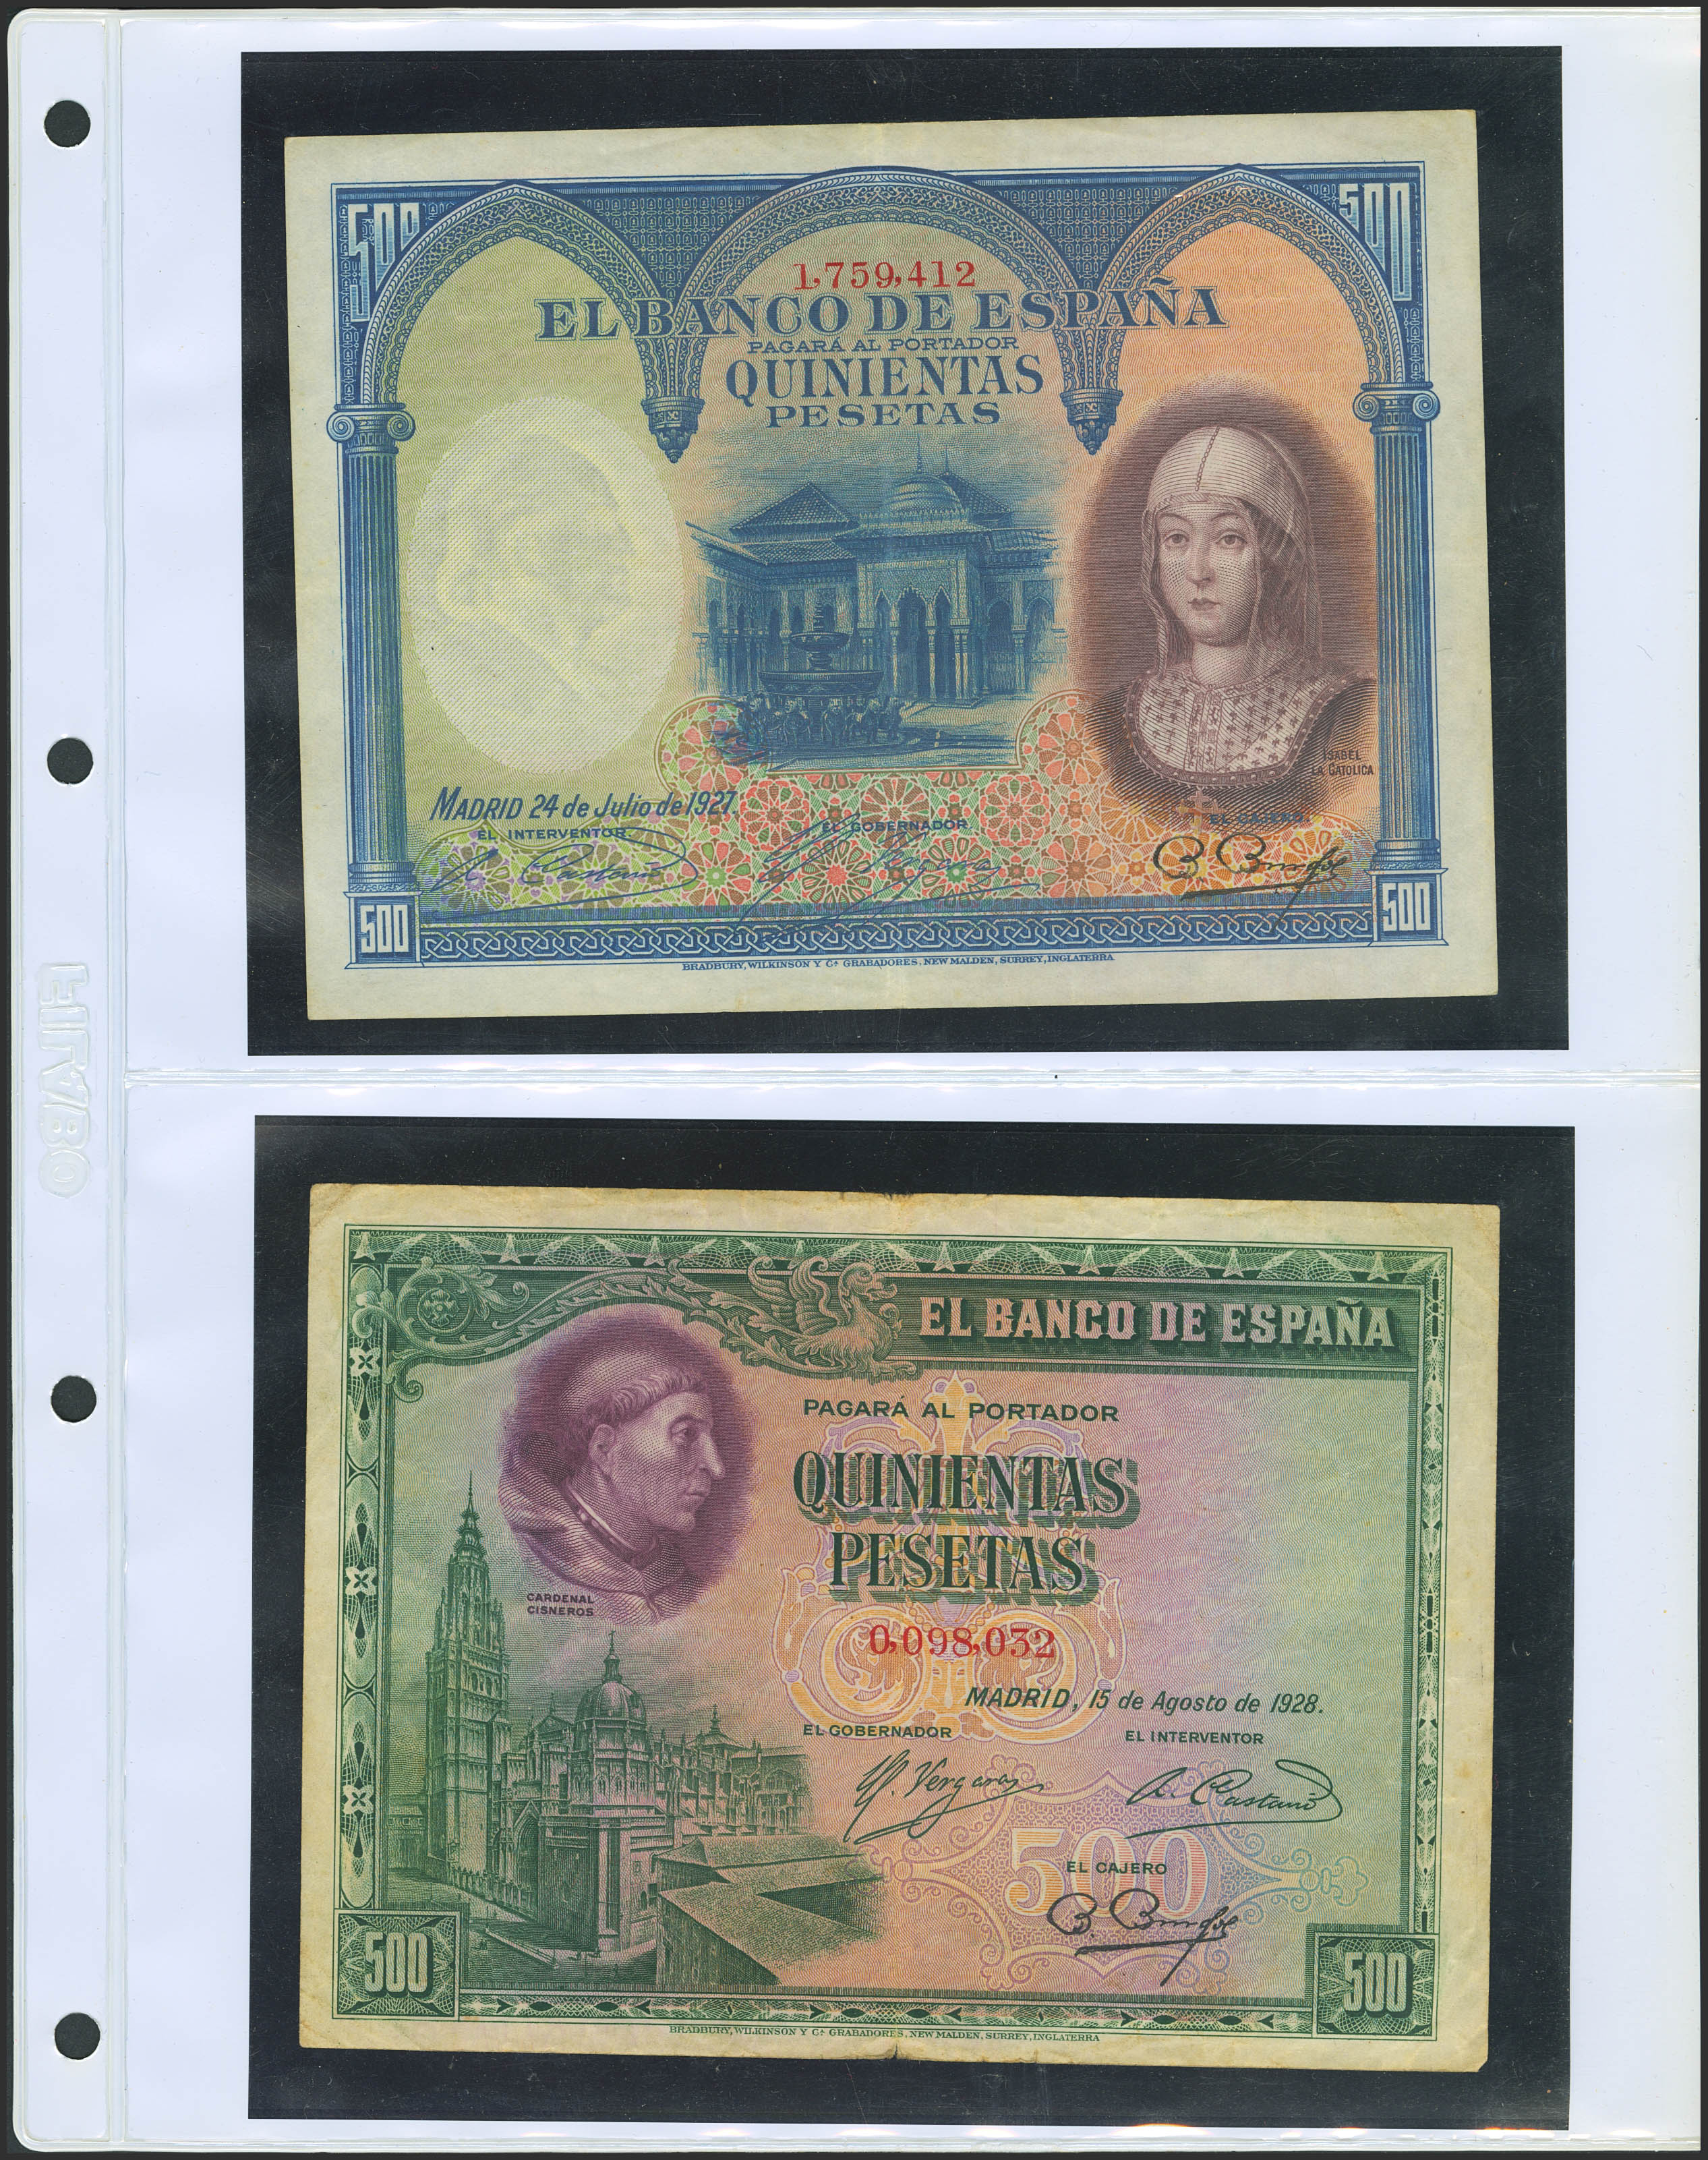 500
500
1,759,412
EL BANCO DE ESPAÑA
PAGARÁ AL PORTADOR
QUINIENTAS
PESETAS
ISABEL
LA CATOLICA
MADRID 24 de Julio de 1927
EL INTERVENTOR.
EL GOBERNADOR.
EL CAJERO.
A. Castaño
500
500
BRADBURY, WILKINSON Y Cª GRABADORES, NEW MALDEN, SURREY, INGLATERRA
EL BANCO DE ESPAÑA
PAGARÁ AL PORTADOR
QUINIENTAS
PESETAS
CARDENAL
CISNEROS
0,098,032
MADRID, 15 de Agosto de 1928.
EL GOBERNADOR
EL INTERVENTOR
Vergara
A. Castaño
500
EL CAJERO
500
500
BRADBURY, WILKINSON Y Cª GRABADORES, NEW MALDEN, SURREY, INGLATERRA